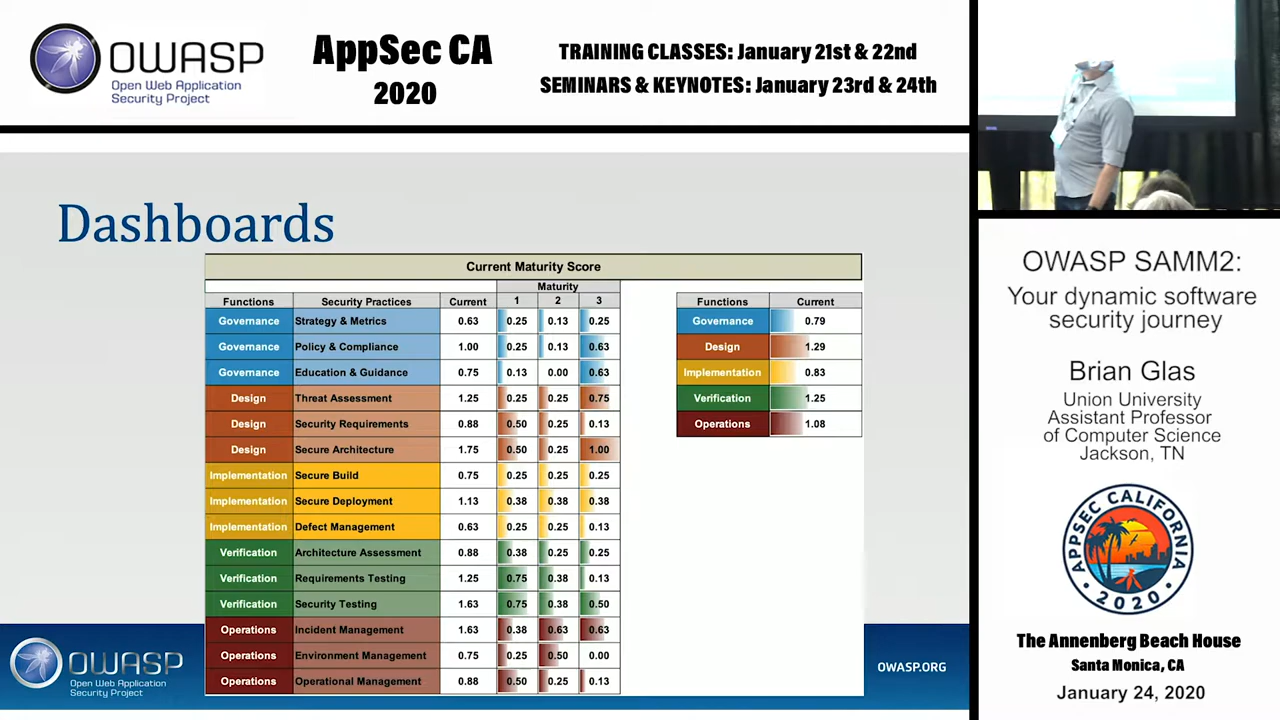 OWASP
Open Web Application
Security Project
AppSec CA
2020
TRAINING CLASSES: January 21st & 22nd
SEMINARS & KEYNOTES: January 23rd & 24th
Dashboards
Current Maturity Score
Maturity
Functions Security Practices Current 1 2 3
Governance Strategy & Metrics 0.63 0.25 0.13 0.25
Governance Policy & Compliance 1.00 0.25 0.13 0.63
Governance Education & Guidance 0.75 0.13 0.00 0.63
Design Threat Assessment 1.25 0.25 0.25 0.75
Design Security Requirements 0.88 0.50 0.25 0.13
Design Secure Architecture 1.75 0.50 0.25 1.00
Implementation Secure Build 0.75 0.25 0.25 0.25
Implementation Secure Deployment 1.13 0.38 0.38 0.38
Implementation Defect Management 0.63 0.25 0.25 0.13
Verification Architecture Assessment 0.88 0.38 0.25 0.25
Verification Requirements Testing 1.25 0.75 0.38 0.13
Verification Security Testing 1.63 0.75 0.38 0.50
Operations Incident Management 1.63 0.38 0.63 0.63
Operations Environment Management 0.75 0.25 0.50 0.00
Operations Operational Management 0.88 0.50 0.25 0.13
Functions Current
Governance 0.79
Design 1.29
Implementation 0.83
Verification 1.25
Operations 1.08
OWASP
Open Web Application
Security Project
OWASP.ORG
OWASP SAMM2:
Your dynamic software
security journey
Brian Glas
Union University
Assistant Professor
of Computer Science
Jackson, TN
APPSEC CALIFORNIA
2020
The Annenberg Beach House
Santa Monica, CA
January 24, 2020